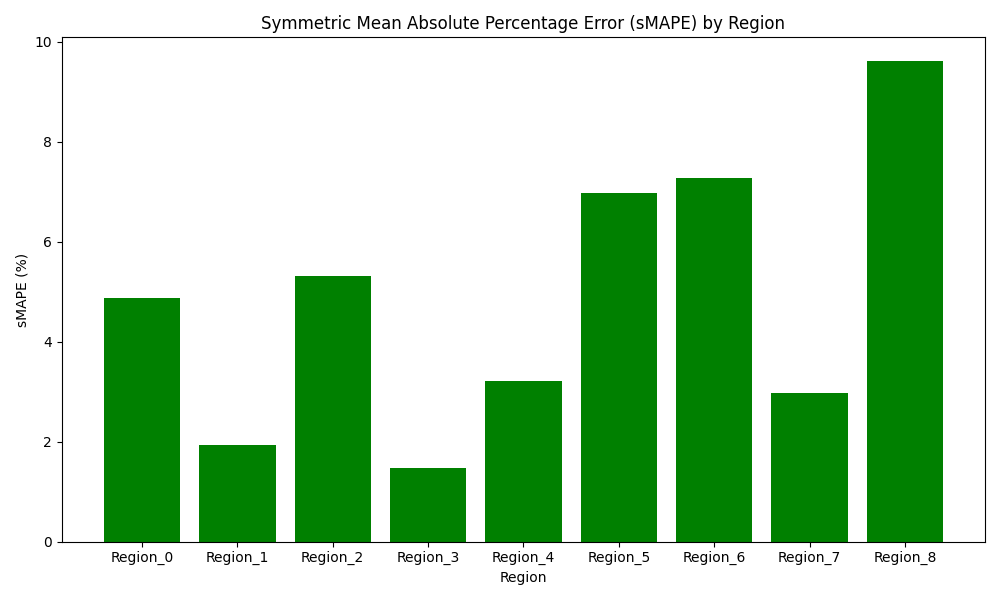 Symmetric Mean Absolute Percentage Error (sMAPE) by Region
10
8
6
4
2
0
sMAPE (%)
Region_0 Region_1 Region_2 Region_3 Region_4 Region_5 Region_6 Region_7 Region_8
Region